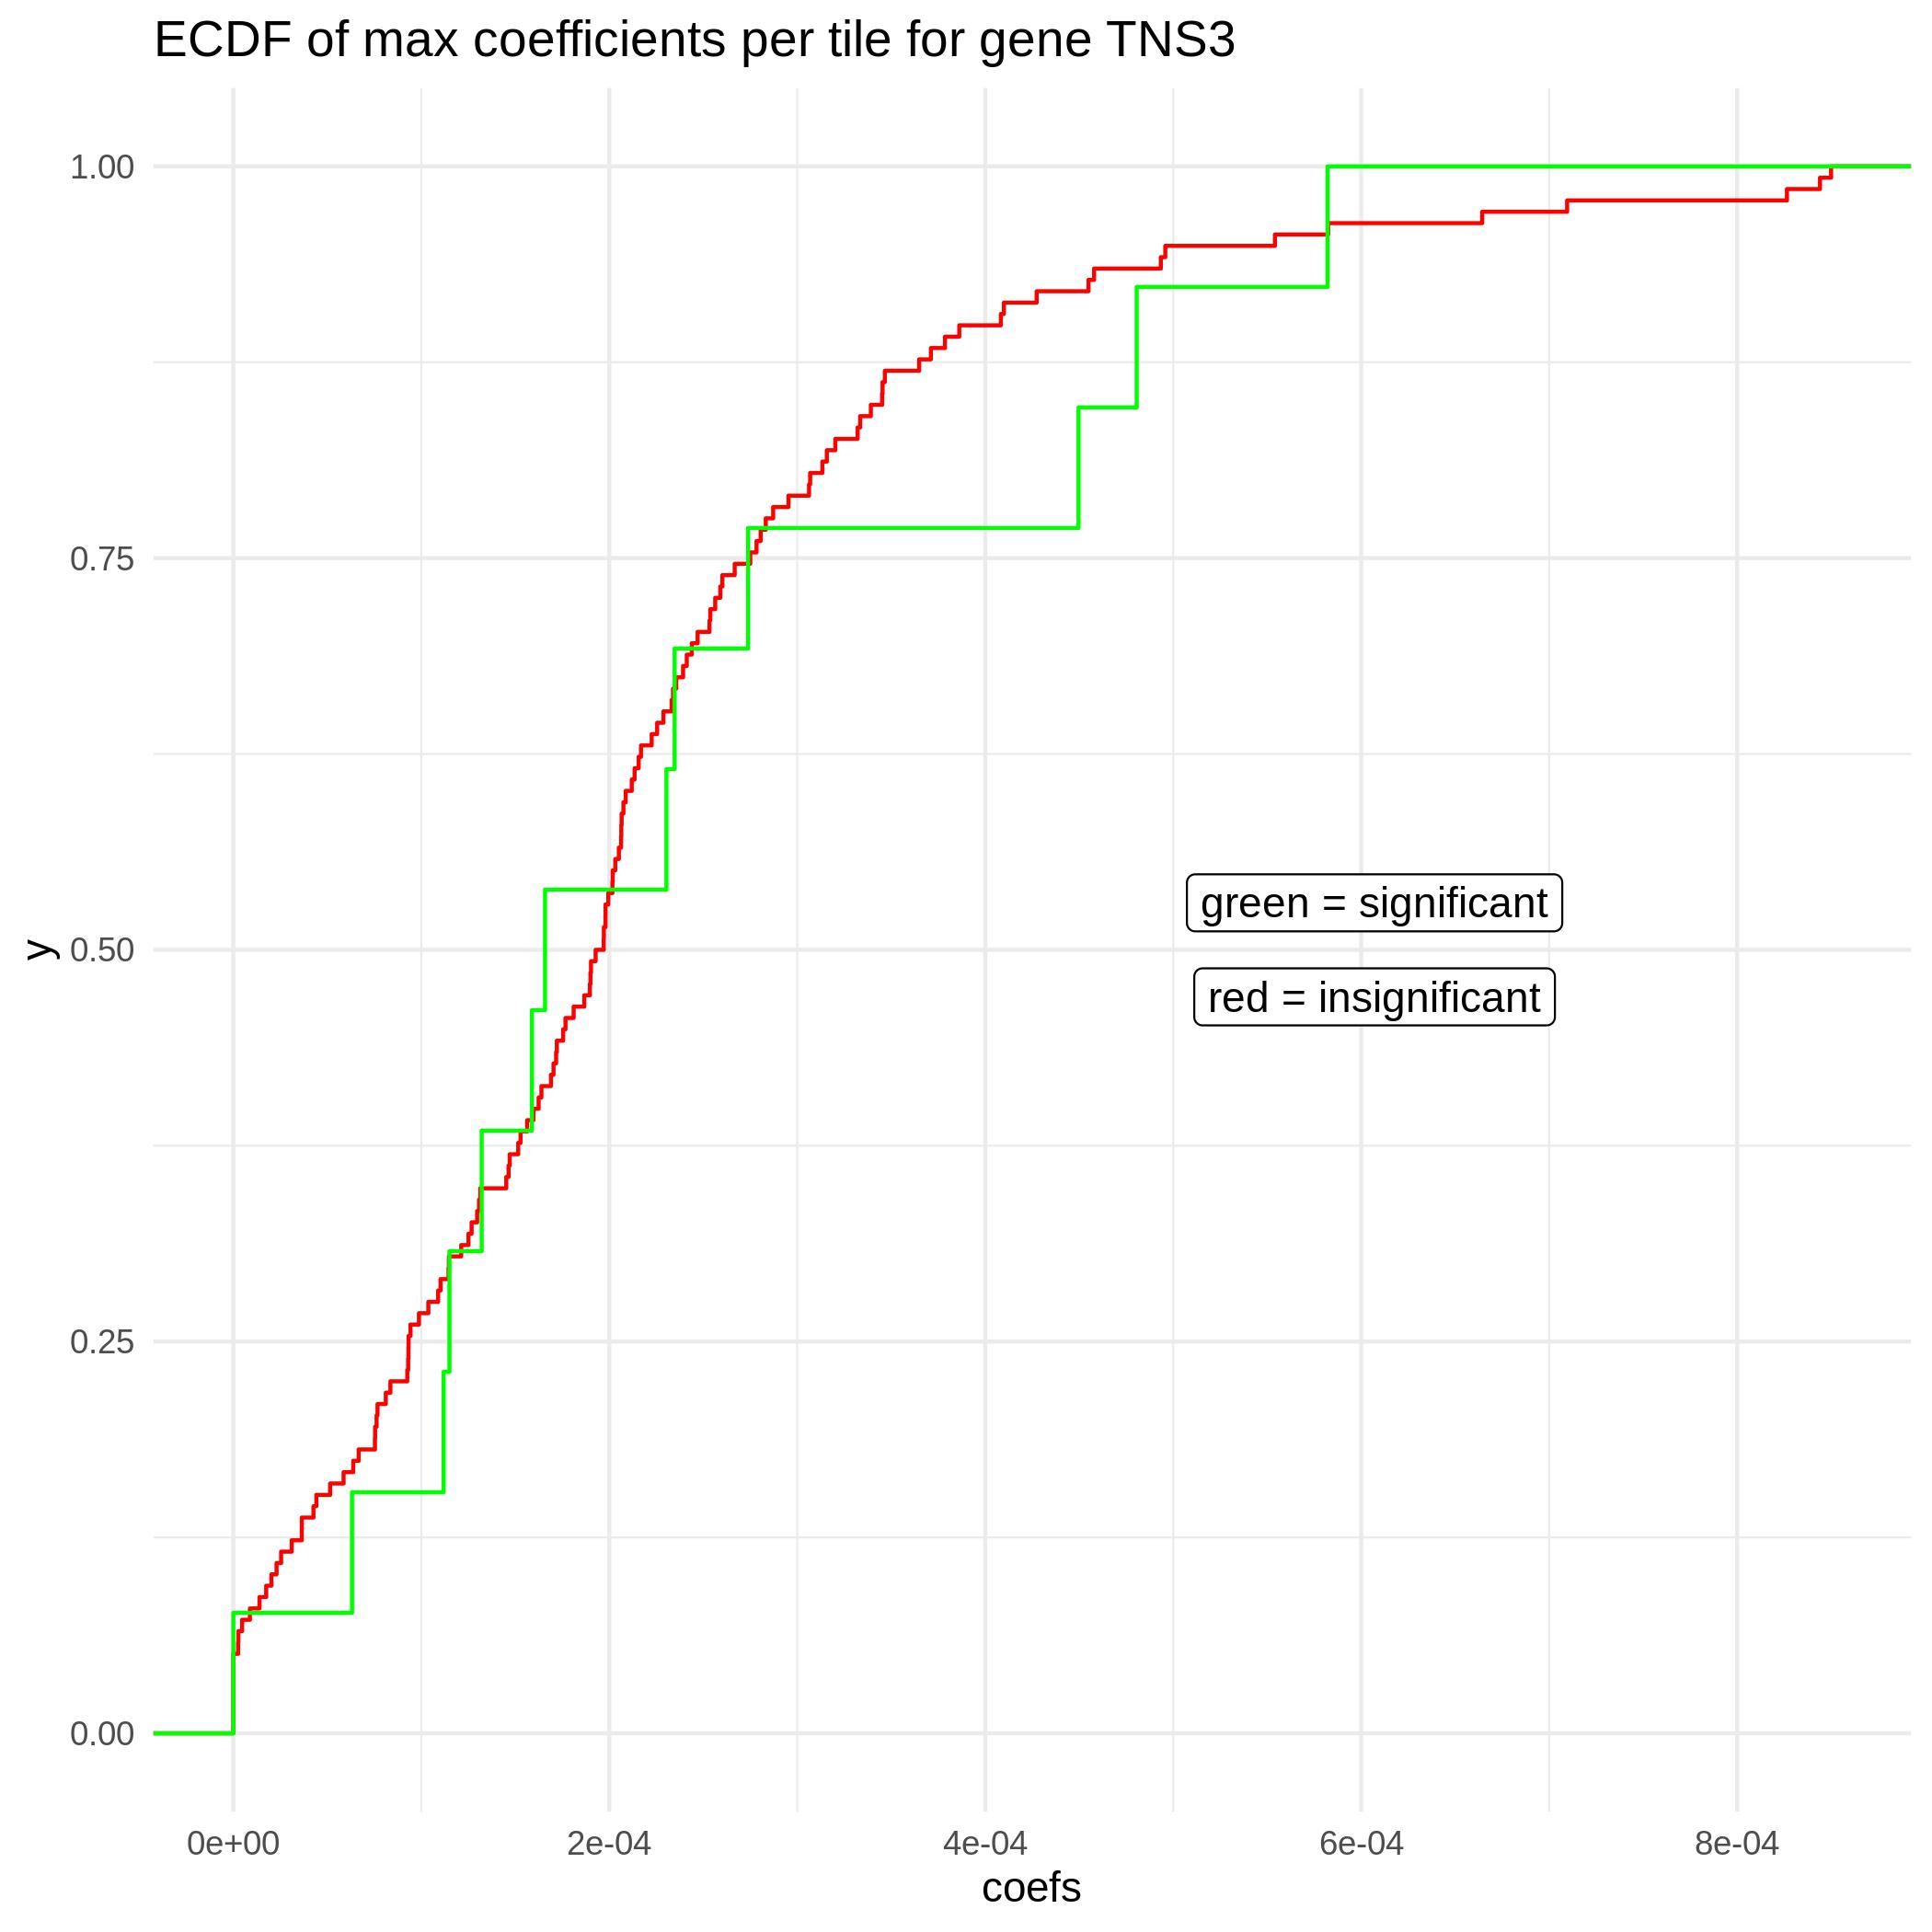 ECDF of max coefficients per tile for gene TNS3
1.00
0.75
0.50
0.25
0.00
y
green = significant
red = insignificant
0e+00 2e-04 4e-04 6e-04 8e-04
coefs